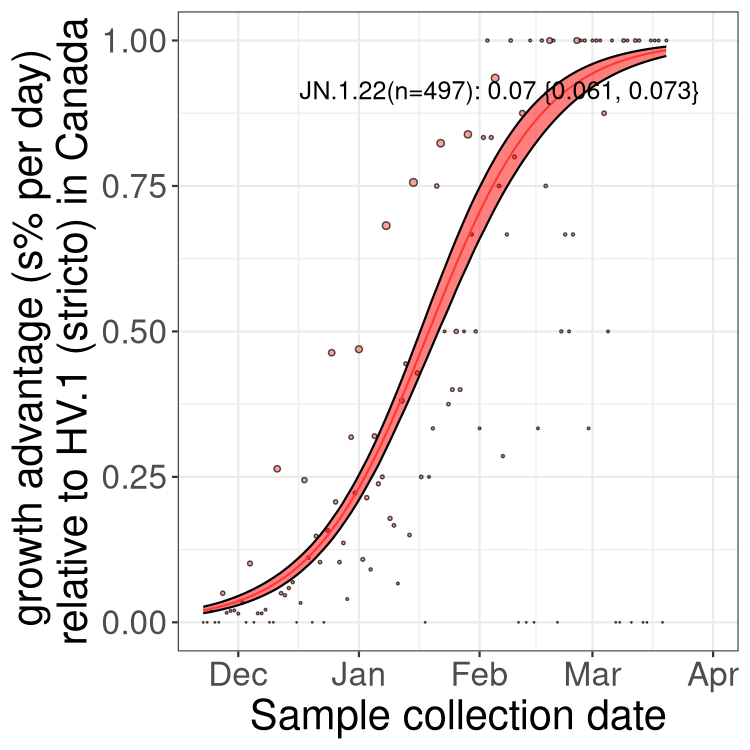 growth advantage (s% per day)
relative to HV.1 (stricto) in Canada
1.00
0.75
0.50
0.25
0.00
JN.1.22(n=497): 0.07 {0.061, 0.073}
Dec Jan Feb Mar Apr
Sample collection date